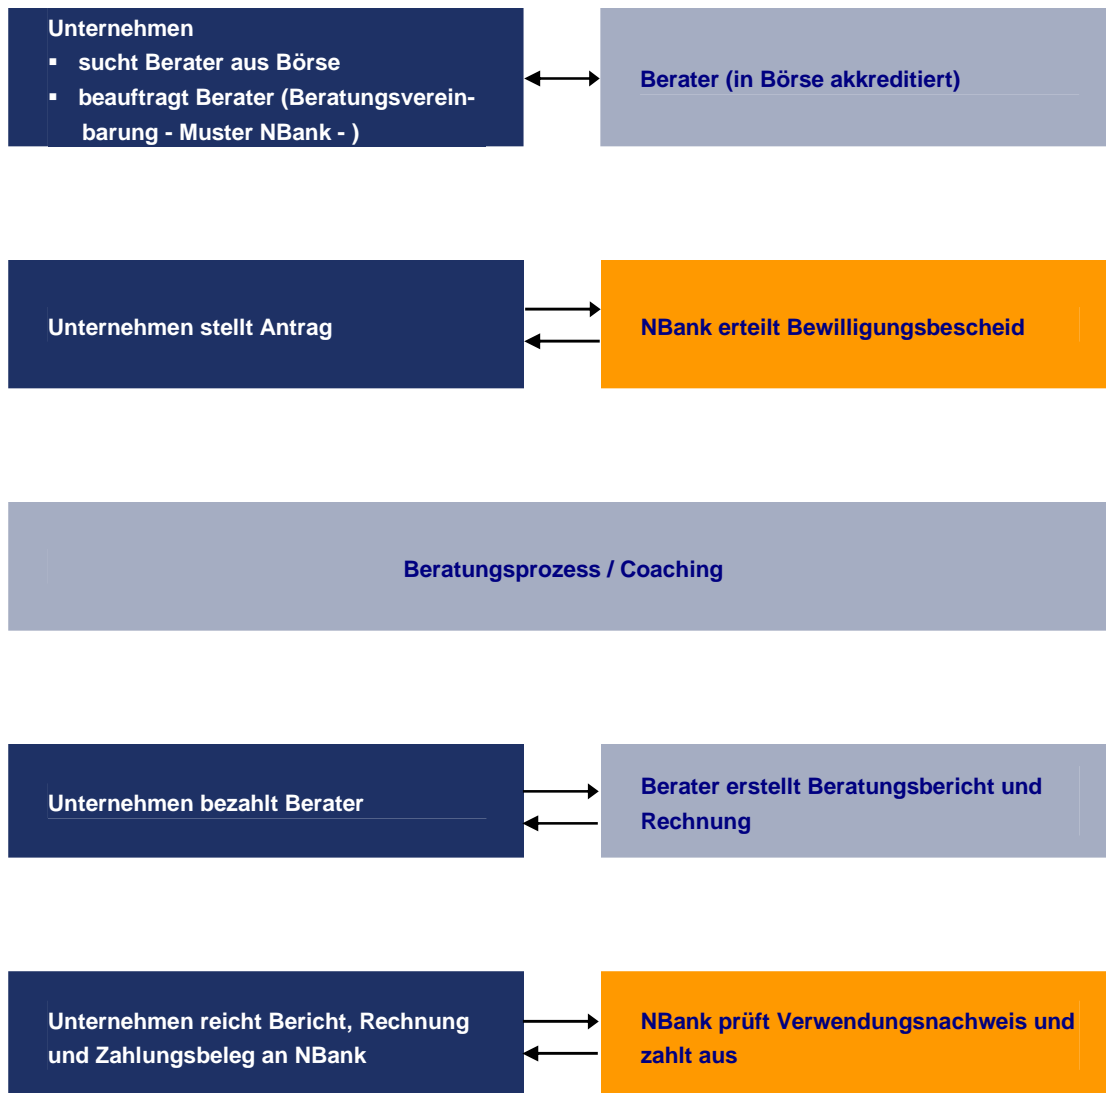 Unternehmen
▪ sucht Berater aus Börse
▪ beauftragt Berater (Beratungsverein-
barung - Muster NBank - )
Berater (in Börse akkreditiert)
Unternehmen stellt Antrag
NBank erteilt Bewilligungsbescheid
Beratungsprozess / Coaching
Unternehmen bezahlt Berater
Berater erstellt Beratungsbericht und
Rechnung
Unternehmen reicht Bericht, Rechnung
und Zahlungsbeleg an NBank
NBank prüft Verwendungsnachweis und
zahlt aus